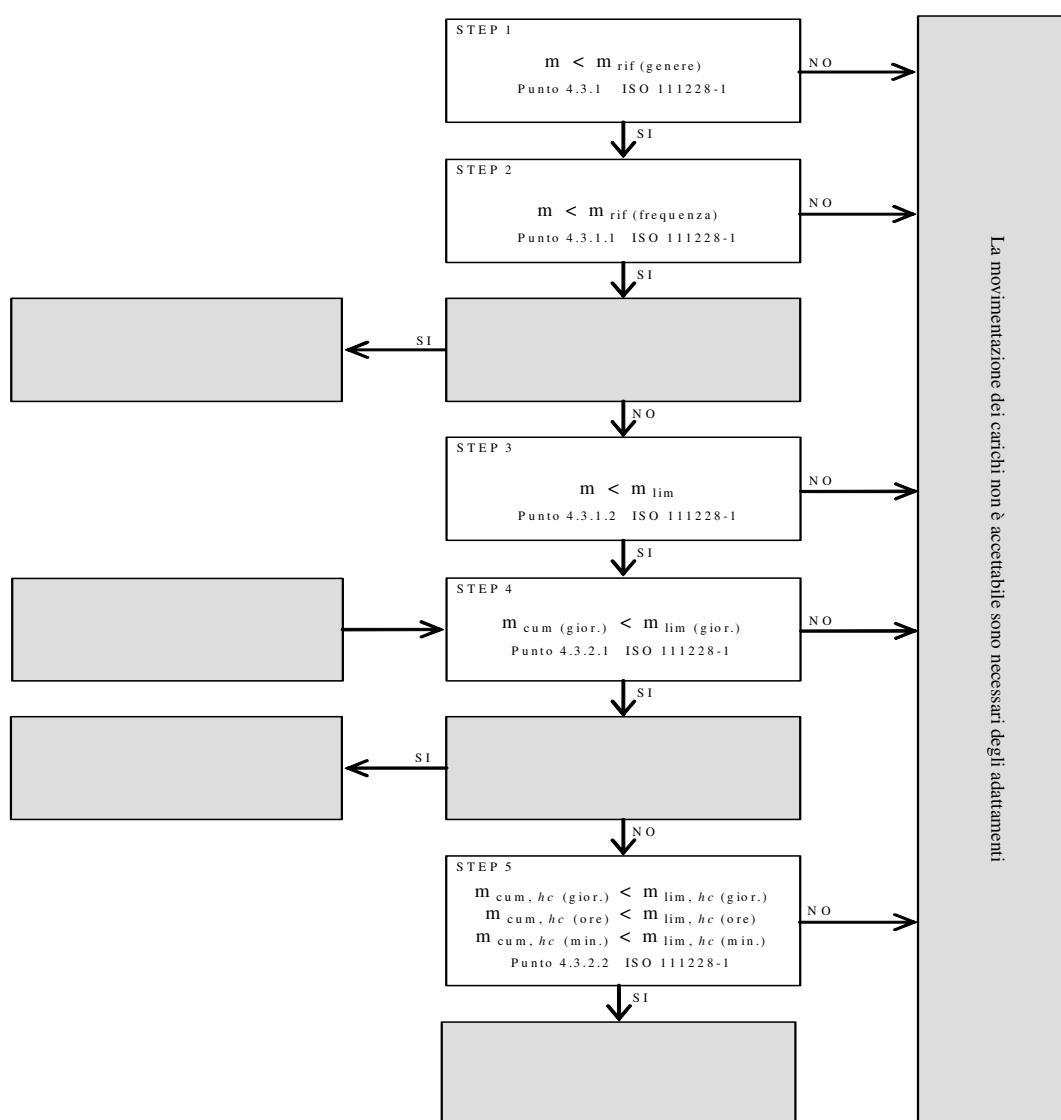 STEP 1
m < m rif (genere)
Punto 4.3.1 ISO 111228-1
NO
SI
STEP 2
m < m rif (frequenza)
Punto 4.3.1.1 ISO 111228-1
NO
SI
SI
NO
STEP 3
m < m lim
Punto 4.3.1.2 ISO 111228-1
NO
SI
STEP 4
m cum (gior.) < m lim (gior.)
Punto 4.3.2.1 ISO 111228-1
NO
SI
SI
NO
STEP 5
m cum, hc (gior.) < m lim, hc (gior.)
m cum, hc (ore) < m lim, hc (ore)
m cum, hc (min.) < m lim, hc (min.)
Punto 4.3.2.2 ISO 111228-1
NO
SI
La movimentazione dei carichi non è accettabile sono necessari degli adattamenti